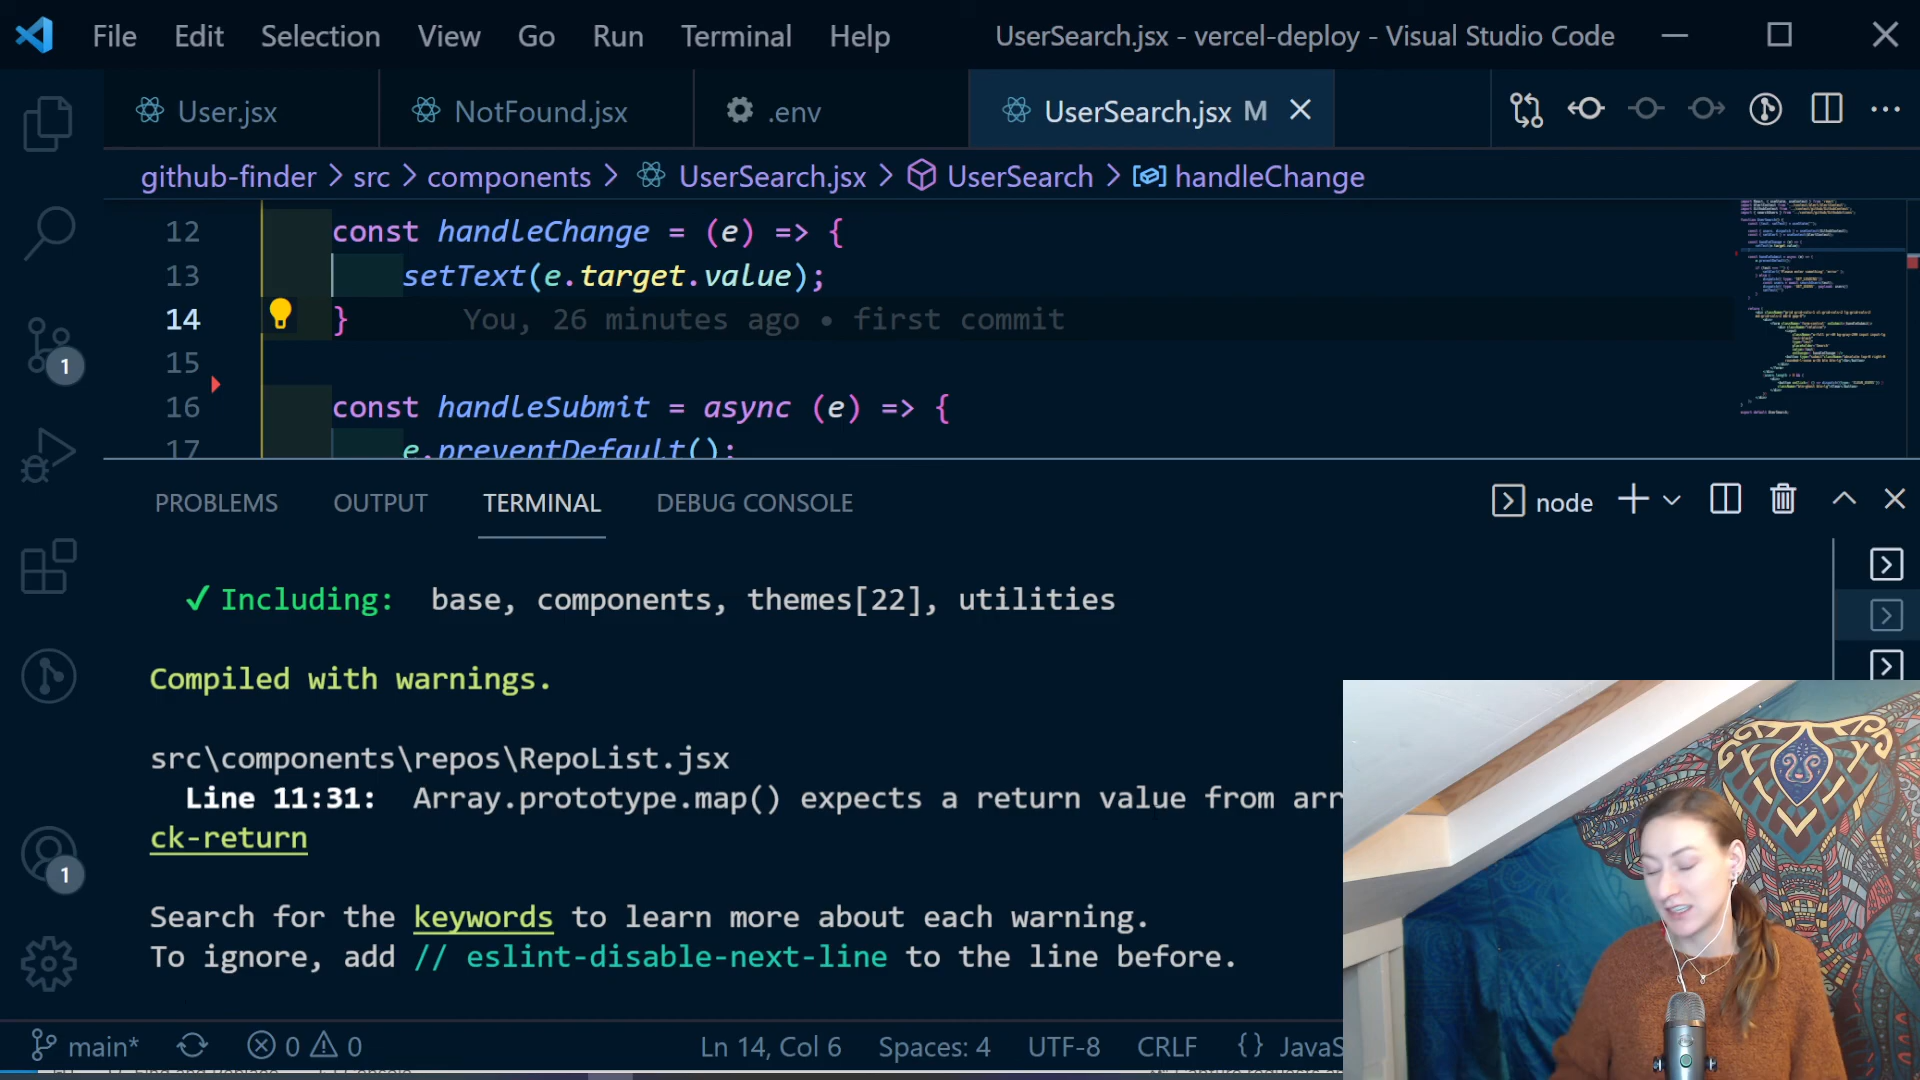 File Edit Selection View Go Run Terminal Help UserSearch.jsx - vercel-deploy - Visual Studio Code
User.jsx NotFound.jsx .env UserSearch.jsx M
github-finder > src > components > UserSearch.jsx > UserSearch > handleChange
12 const handleChange = (e) => {
13 setText(e.target.value);
14 } You, 26 minutes ago • first commit
15
16 const handleSubmit = async (e) => {
17 e.preventDefault();
1
PROBLEMS OUTPUT TERMINAL DEBUG CONSOLE node
✓ Including: base, components, themes[22], utilities
Compiled with warnings.
src\components\repos\RepoList.jsx
Line 11:31: Array.prototype.map() expects a return value from arr
ck-return
1
Search for the keywords to learn more about each warning.
To ignore, add // eslint-disable-next-line to the line before.
main* 0 0 Ln 14, Col 6 Spaces: 4 UTF-8 CRLF {} JavaS